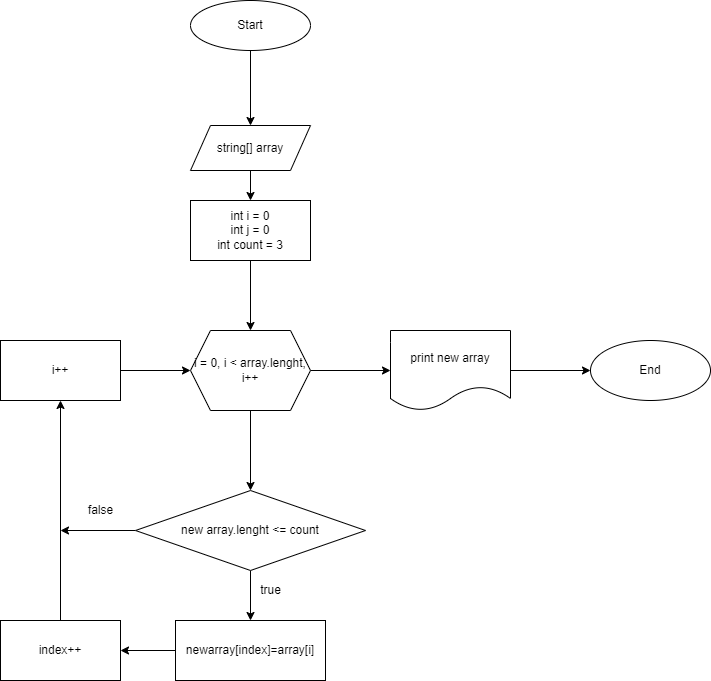 Start
string[] array
int i = 0
int j = 0
int count = 3
i++
i = 0, i < array.lenght,
i++
print new array
End
false
new array.lenght <= count
true
index++
newarray[index]=array[i]